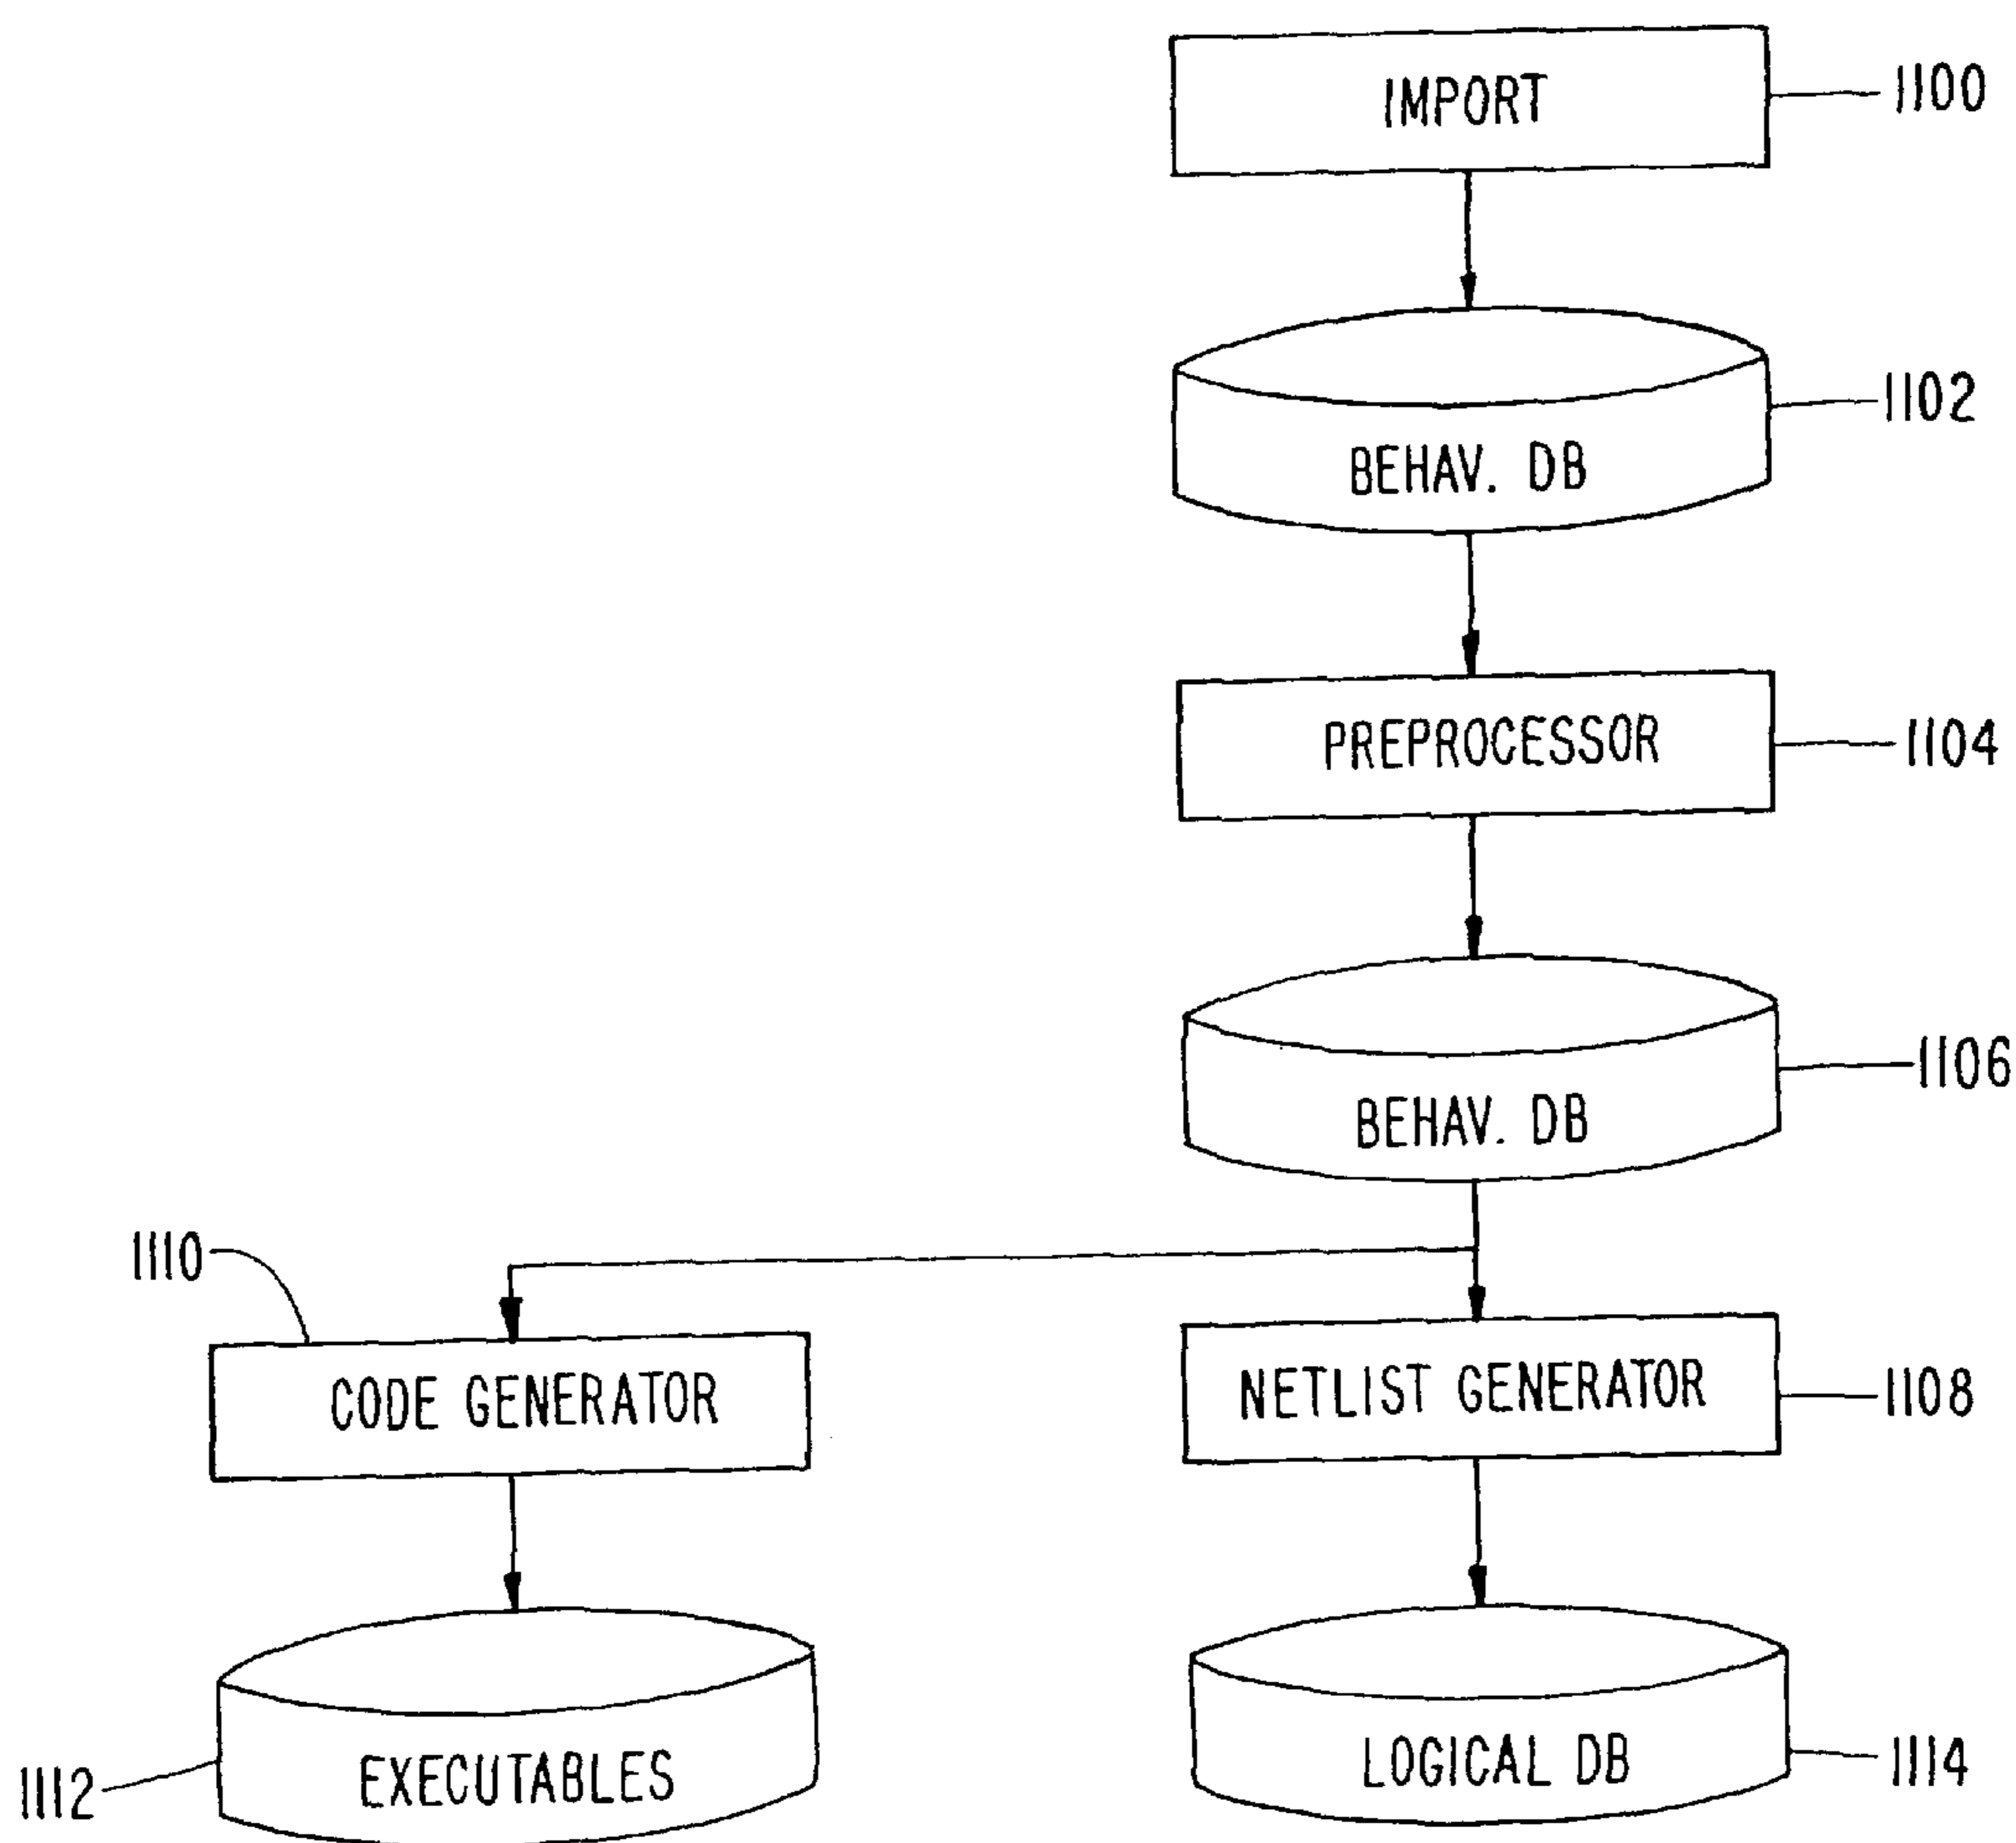 IMPORT
1100
1102
BEHAV. DB
PREPROCESSOR
1104
1106
BEHAV. DB
1110
CODE GENERATOR
NETLIST GENERATOR
1108
1112
EXECUTABLES
LOGICAL DB
1114